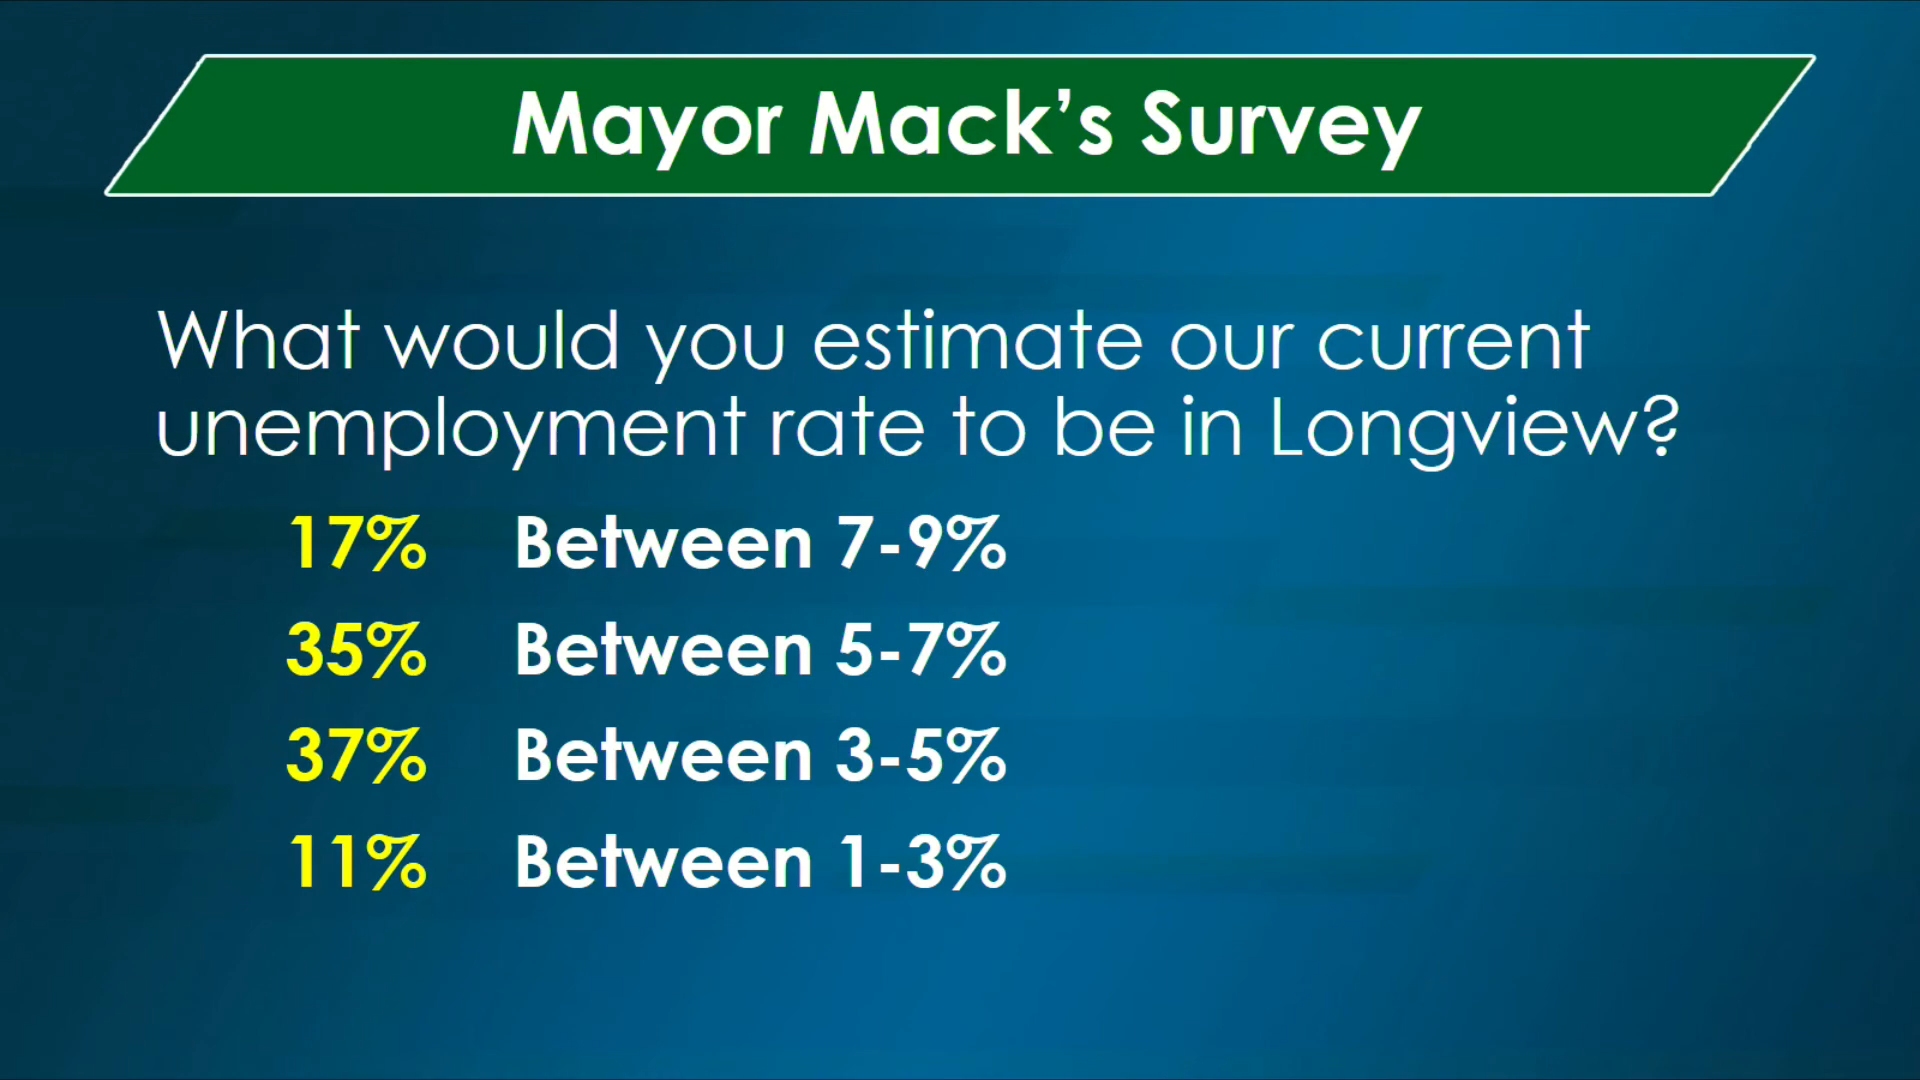 Mayor Mack’s Survey
What would you estimate our current
unemployment rate to be in Longview?
17% Between 7-9%
35% Between 5-7%
37% Between 3-5%
11% Between 1-3%